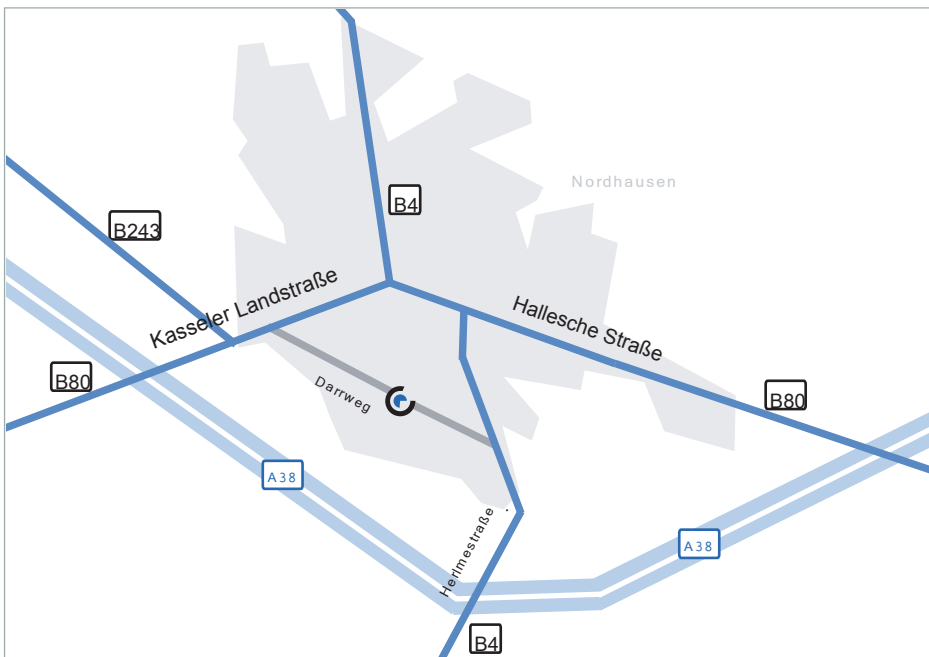 Nordhausen
B4
B243
Kasseler Landstraße
Hallesche Straße
B80
Darrweg
B80
A38
Herlmestraße
A38
B4